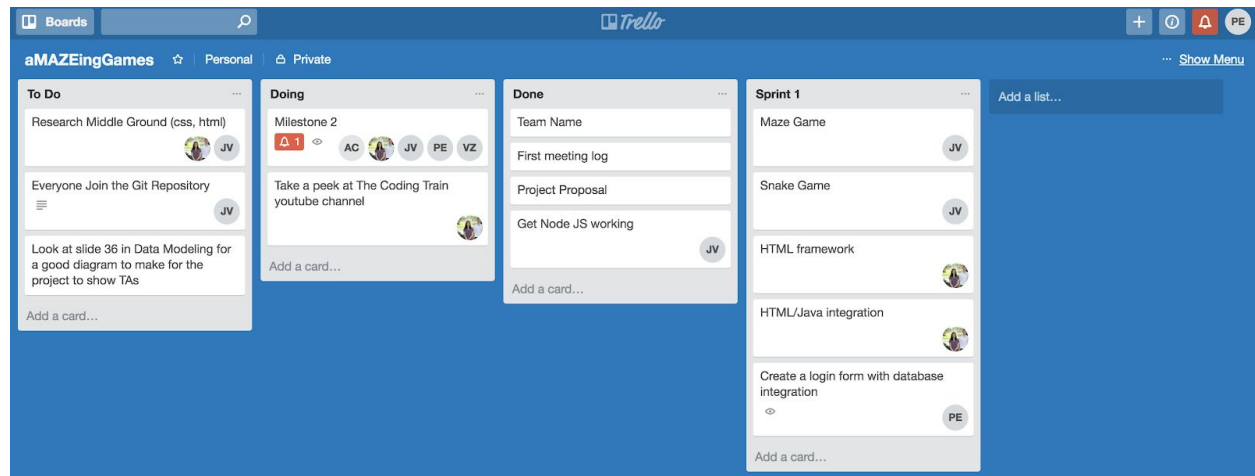 Boards
Trello
PE
aMAZEingGames
Personal
Private
... Show Menu
To Do
...
Research Middle Ground (css, html)
JV
Everyone Join the Git Repository
JV
Look at slide 36 in Data Modeling for
a good diagram to make for the
project to show TAs
Add a card...
Doing
...
Milestone 2
1
AC
JV
PE
VZ
Take a peek at The Coding Train
youtube channel
Add a card...
Done
...
Team Name
First meeting log
Project Proposal
Get Node JS working
JV
Add a card...
Sprint 1
...
Maze Game
JV
Snake Game
JV
HTML framework
HTML/Java integration
Create a login form with database
integration
PE
Add a card...
Add a list...